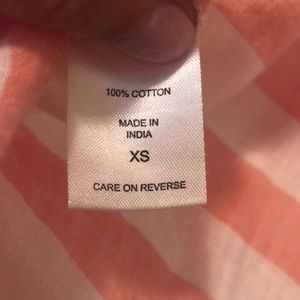 100% COTTON
MADE IN
INDIA
XS
CARE ON REVERSE